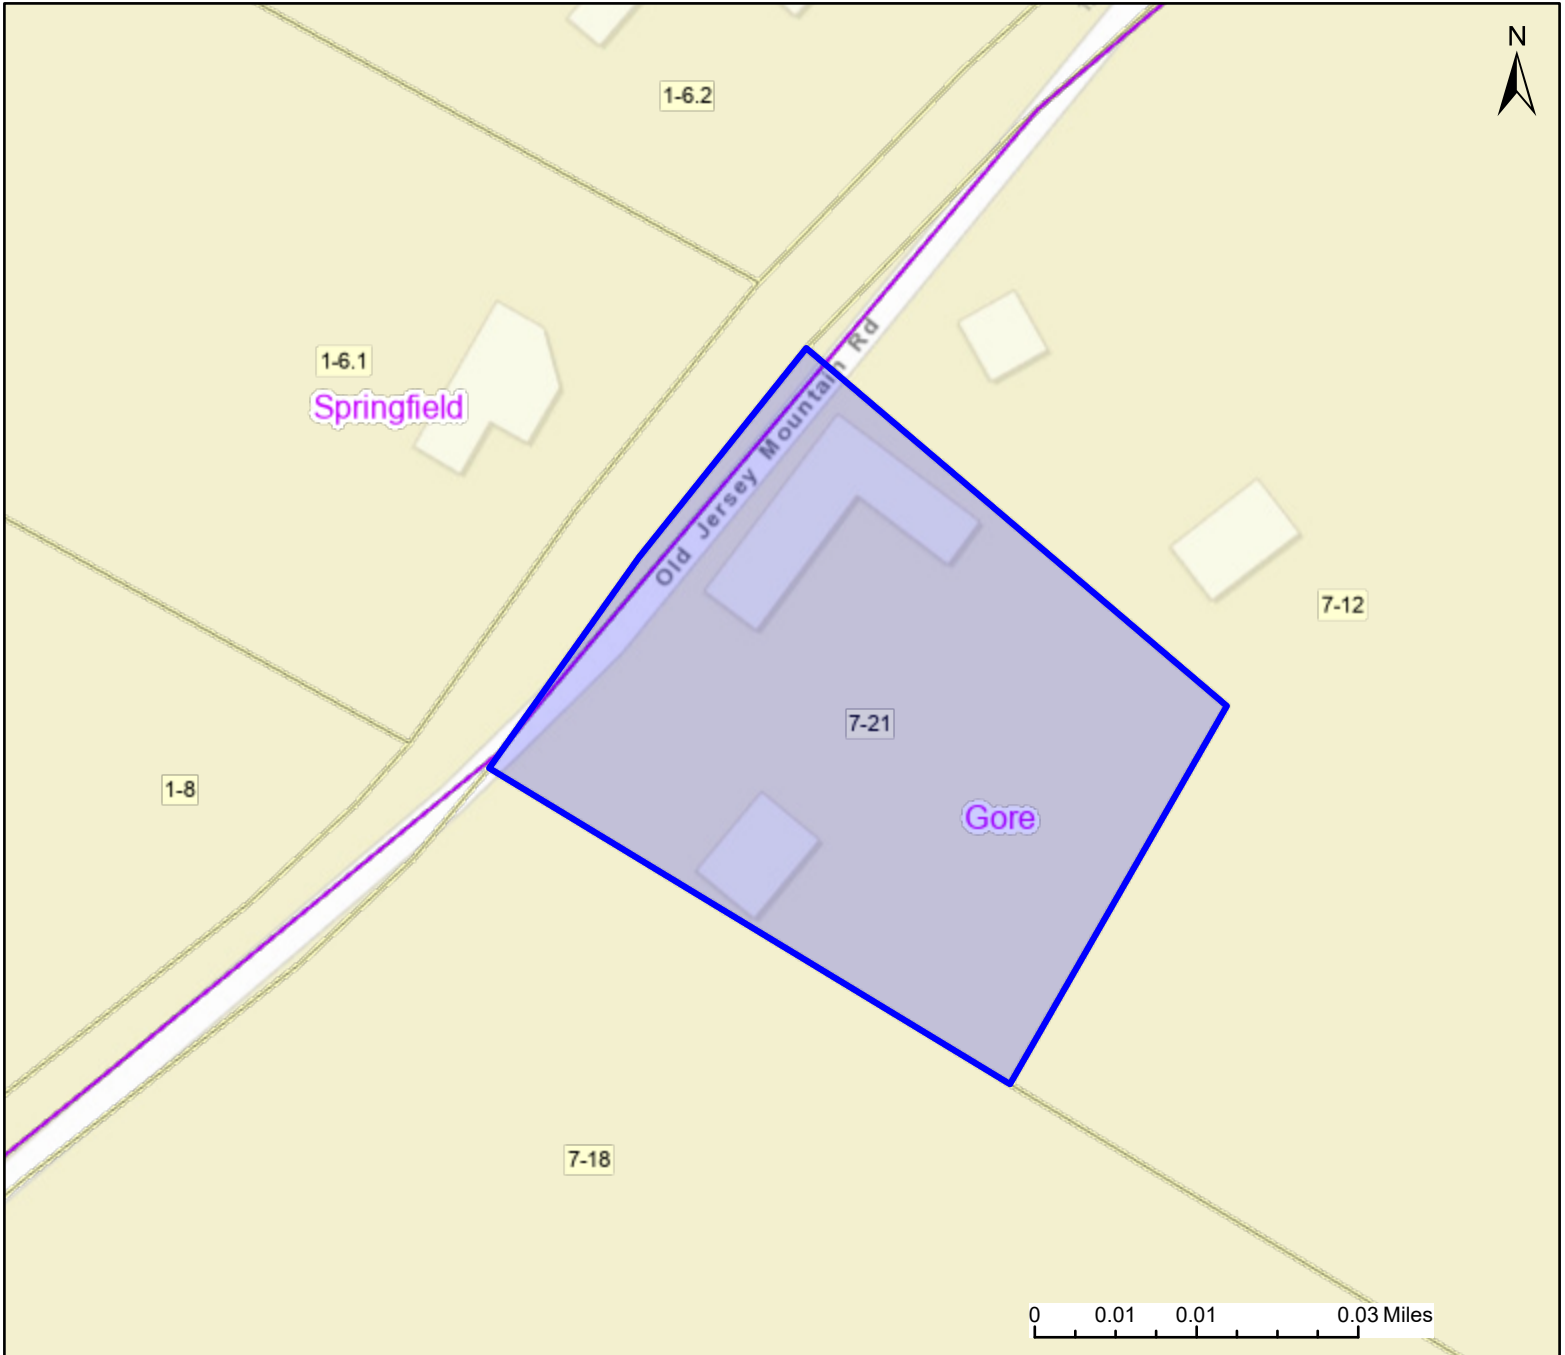 N
1-6.2
Old Jersey Mountain Rd
1-6.1
Springfield
7-12
7-21
1-8
Gore
7-18
0 0.01 0.01 0.03 Miles